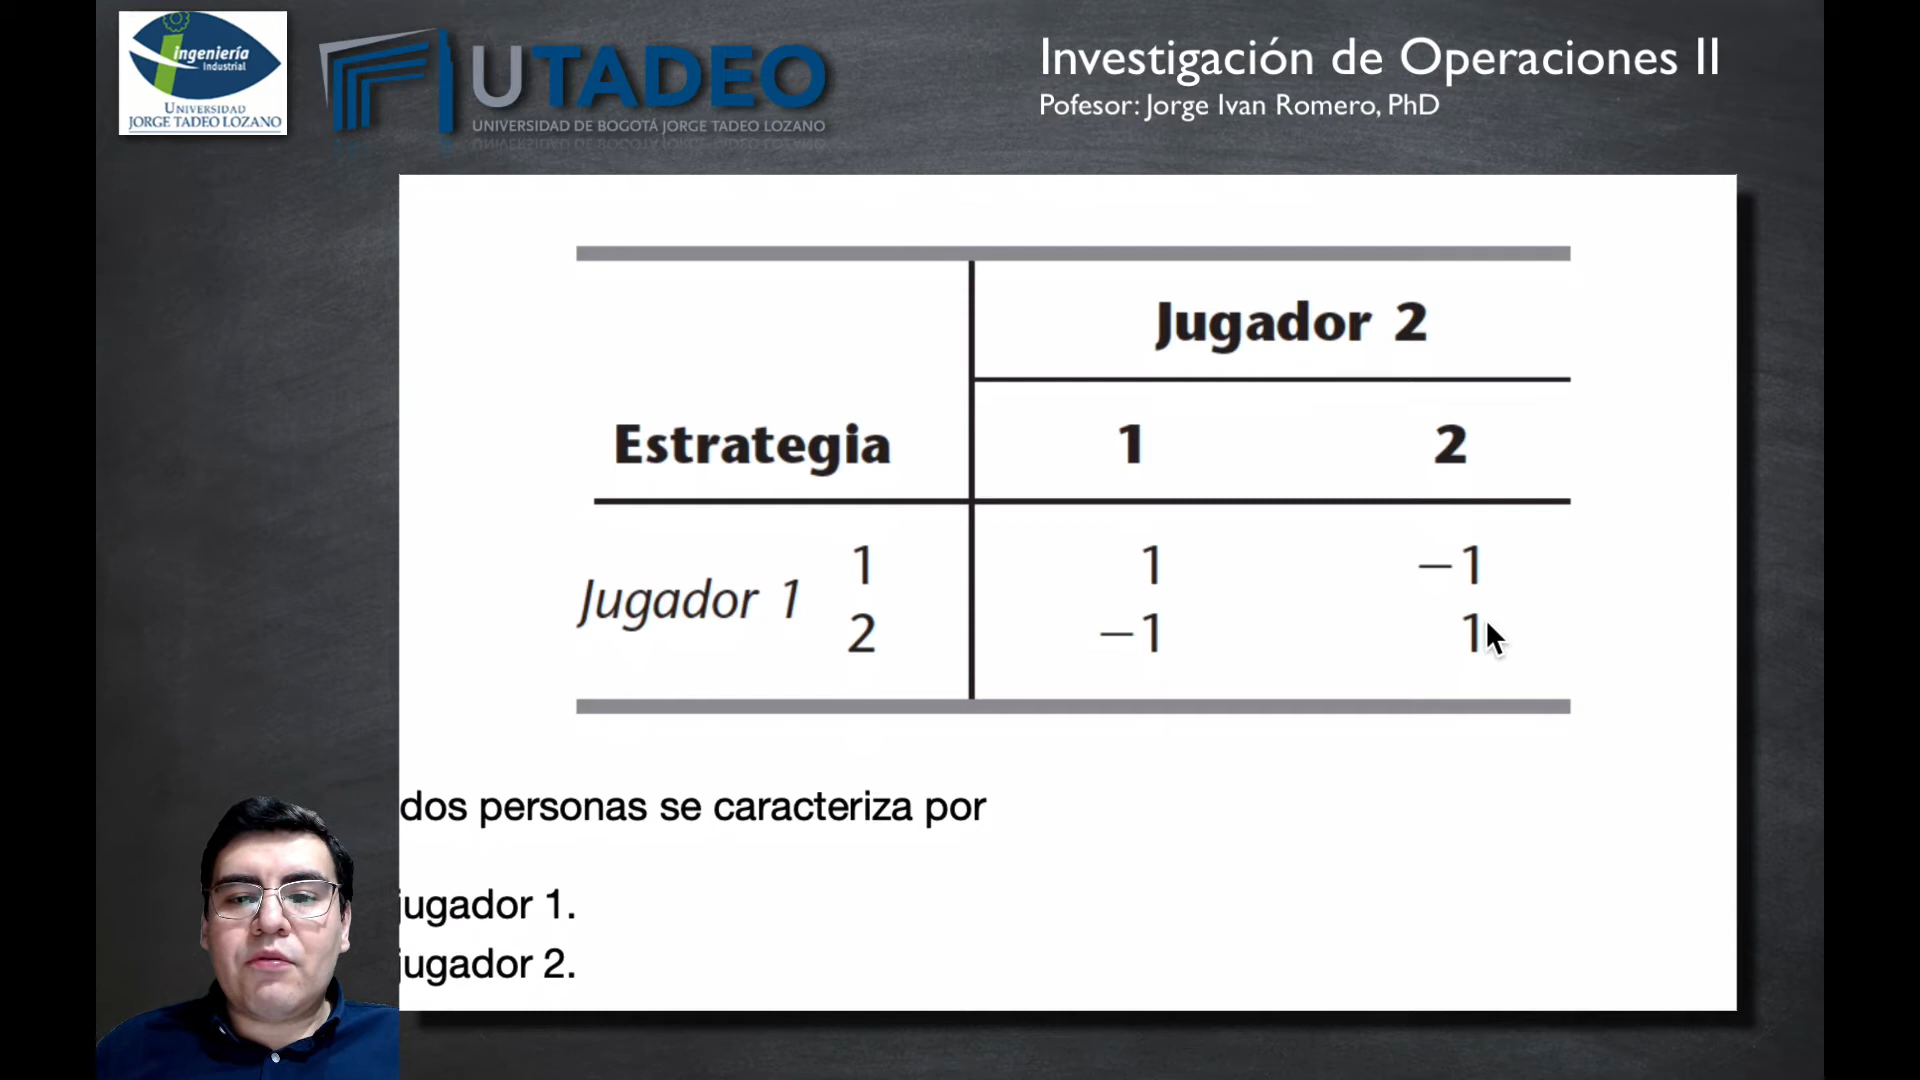 ingeniería
Industrial
UNIVERSIDAD
JORGE TADEO LOZANO
UTADEO
UNIVERSIDAD DE BOGOTÁ JORGE TADEO LOZANO
Investigación de Operaciones II
Pofesor: Jorge Ivan Romero, PhD
Jugador 2
Estrategia 1 2
Jugador 1
1 1 −1
2 −1 1
dos personas se caracteriza por
jugador 1.
jugador 2.